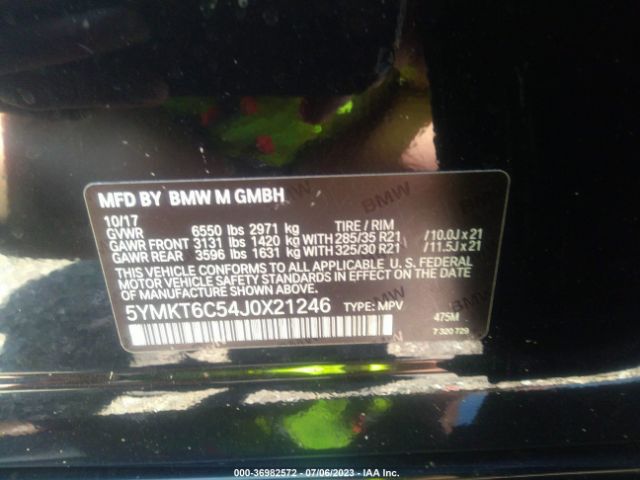 MFD BY BMW M GMBH
10/17
GVWR 6550 lbs 2971 kg TIRE / RIM
GAWR FRONT 3131 lbs 1420 kg WITH 285/35 R21 /10.0J x 21
GAWR REAR 3596 lbs 1631 kg WITH 325/30 R21 /11.5J x 21
THIS VEHICLE CONFORMS TO ALL APPLICABLE U. S. FEDERAL
MOTOR VEHICLE SAFETY STANDARDS IN EFFECT ON THE DATE OF
MANUFACTURE SHOWN ABOVE.
5YMKT6C54J0X21246 TYPE: MPV 475M
7 320 729
000-36982572 - 07/06/2023 - IAA Inc.